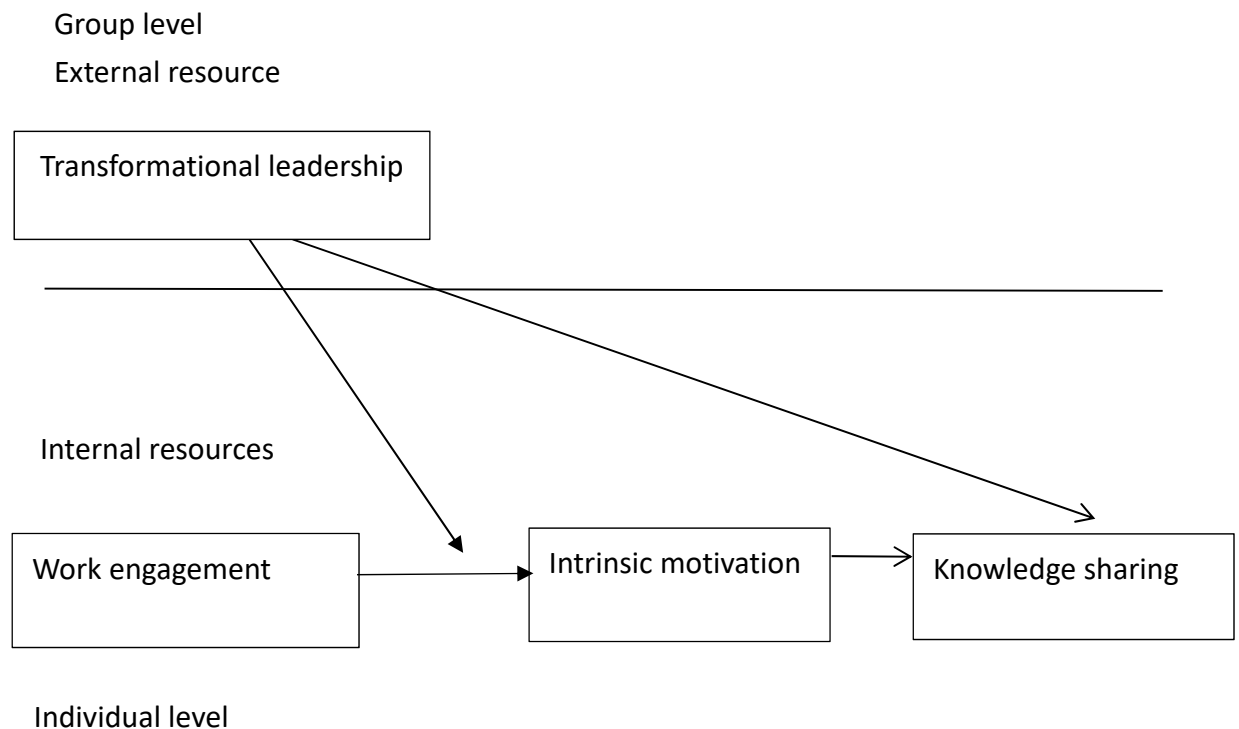 Group level
External resource
Transformational leadership
Internal resources
Work engagement
Intrinsic motivation
Knowledge sharing
Individual level